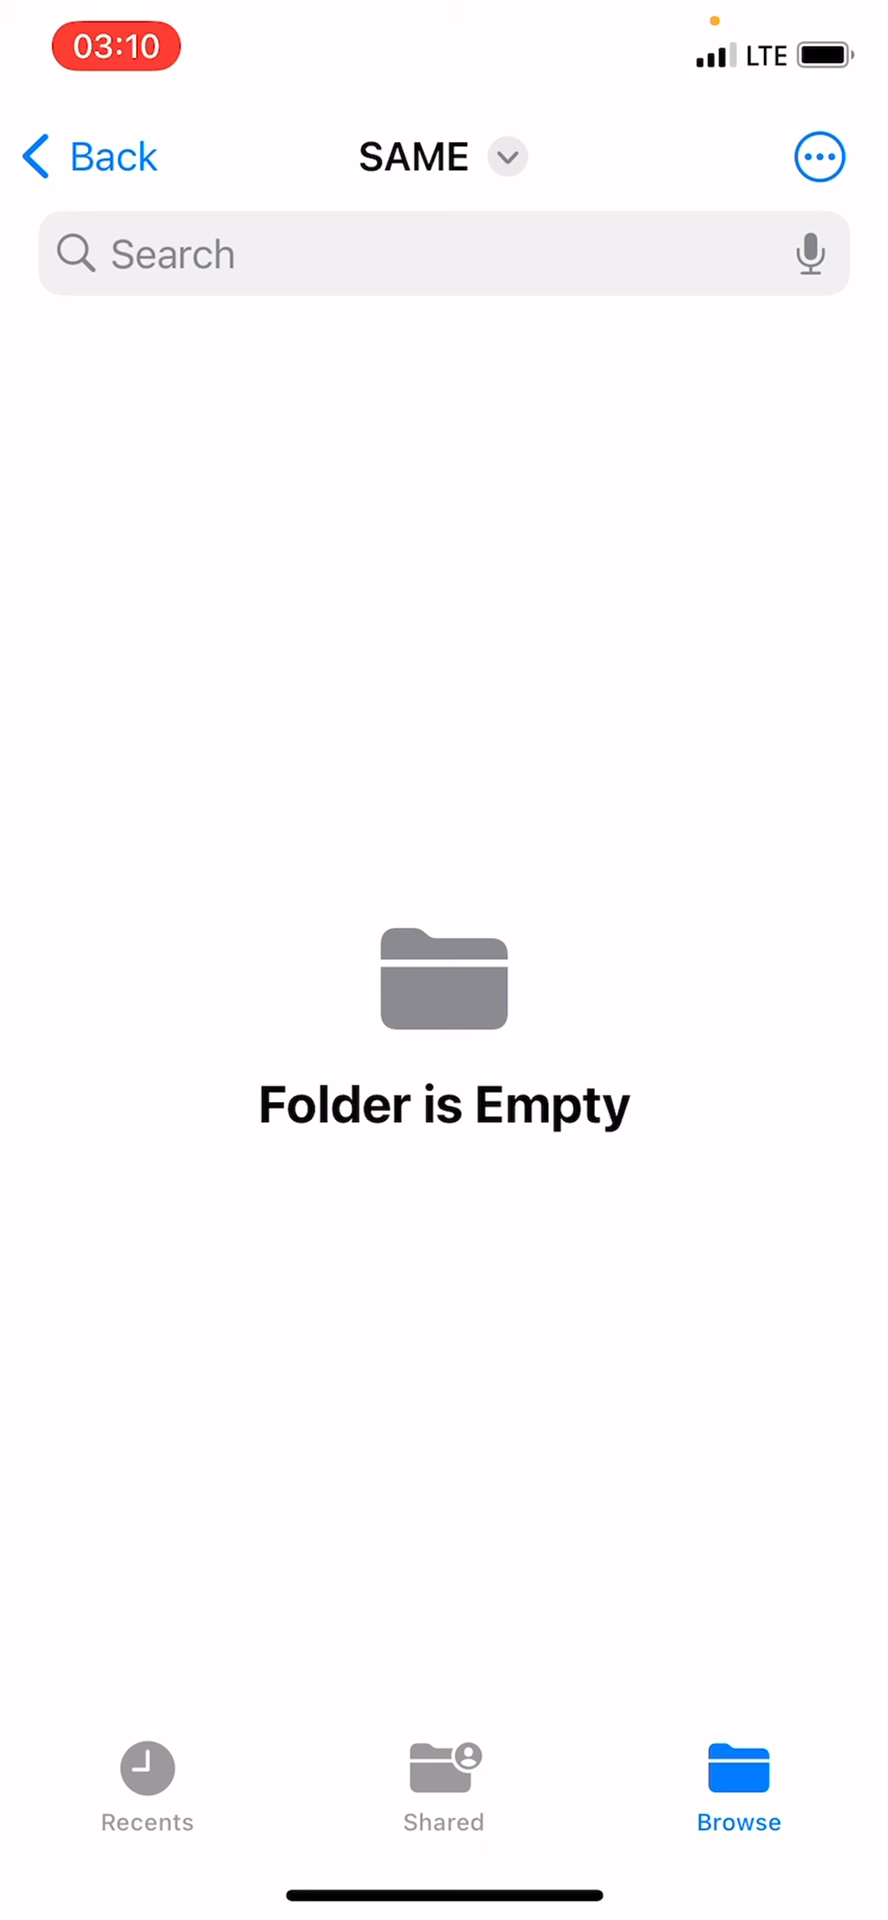 03:10
LTE
Back
SAME
Search
Folder is Empty
Recents
Shared
Browse